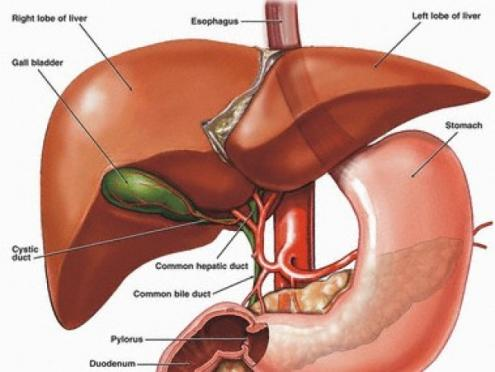 Right lobe of liver
Esophagus
Left lobe of liver
Gall bladder
Stomach
Cystic
duct
Common hepatic duct
Common bile duct
Pylorus
Duodenum